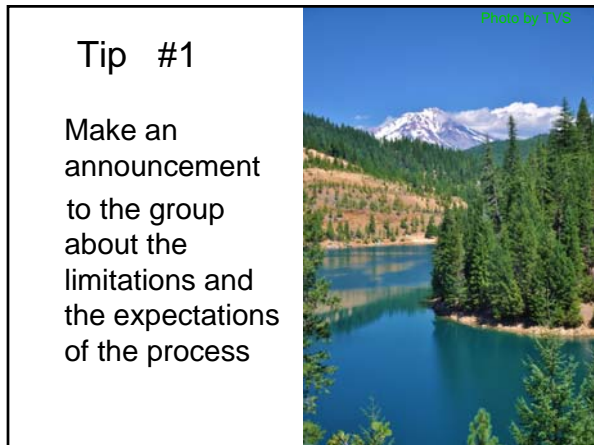 Photo by TVS
Tip #1
Make an
announcement
to the group
about the
limitations and
the expectations
of the process